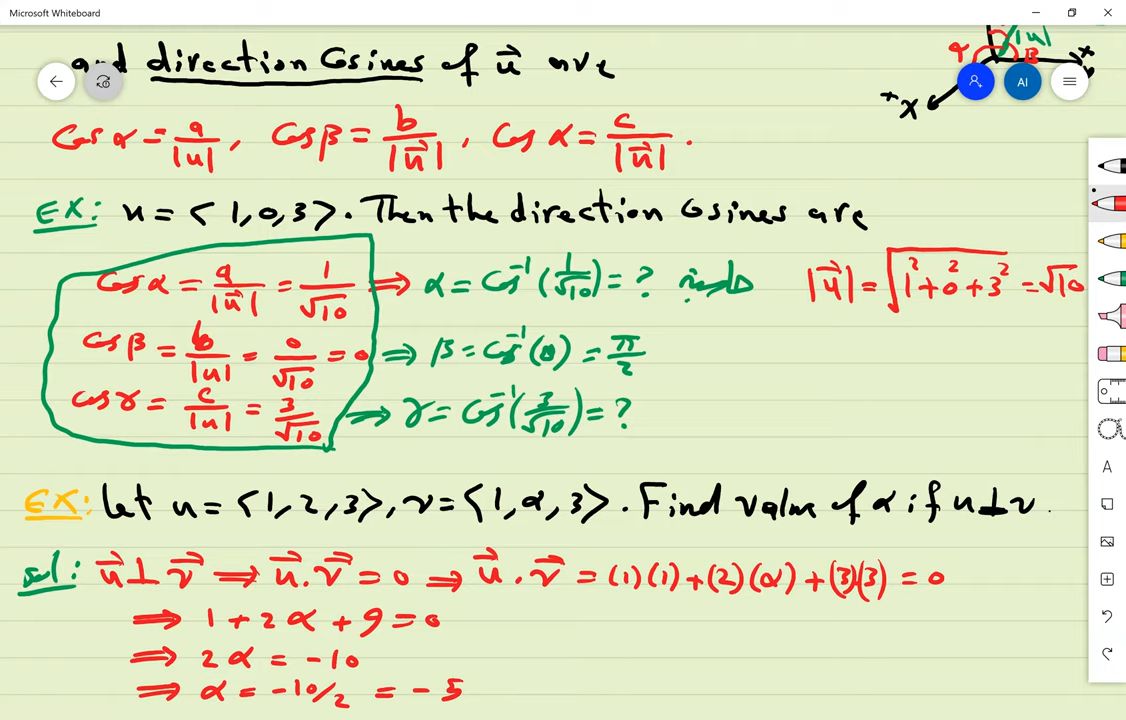 Microsoft Whiteboard
and direction Cosines of u⃗ are
|u|
α β
+X
AI
Cos α = a/|u|, Cos β = b/|u⃗|, Cos α = c/|u⃗|.
EX: u = <1,0,3>. Then the direction Cosines are
Cos α = a/|u⃗| = 1/√10 ⟹ α = Cos⁻¹(1/√10) = ?
|u⃗| = √(1² + 0² + 3²) = √10
Cos β = b/|u| = 0/√10 = 0 ⟹ β = Cos⁻¹(0) = π/2
Cos γ = c/|u| = 3/√10 ⟹ γ = Cos⁻¹(3/√10) = ?
EX: let u = <1,2,3>, v = <1,α,3>. Find value of α if u⊥v.
sol: u⃗ ⊥ v⃗ ⟹ u⃗ . v⃗ = 0 ⟹ u⃗ . v⃗ = (1)(1) + (2)(α) + (3)(3) = 0
⟹ 1 + 2α + 9 = 0
⟹ 2α = -10
⟹ α = -10/2 = -5
A